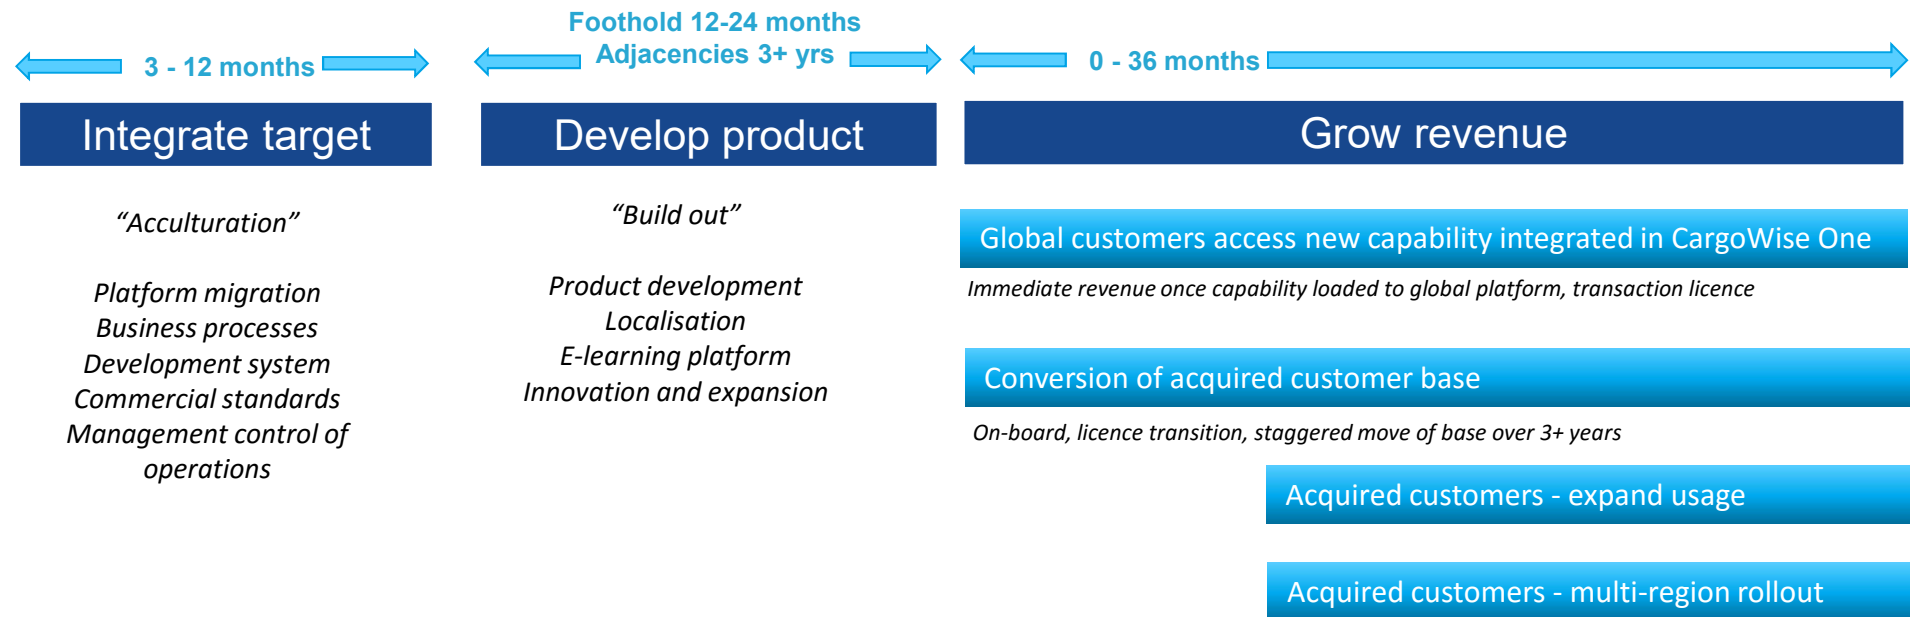 3 - 12 months
Foothold 12-24 months
Adjacencies 3+ yrs
0 - 36 months
Integrate target
Develop product
Grow revenue
“Acculturation”
Platform migration
Business processes
Development system
Commercial standards
Management control of
operations
“Build out”
Product development
Localisation
E-learning platform
Innovation and expansion
Global customers access new capability integrated in CargoWise One
Immediate revenue once capability loaded to global platform, transaction licence
Conversion of acquired customer base
On-board, licence transition, staggered move of base over 3+ years
Acquired customers - expand usage
Acquired customers - multi-region rollout